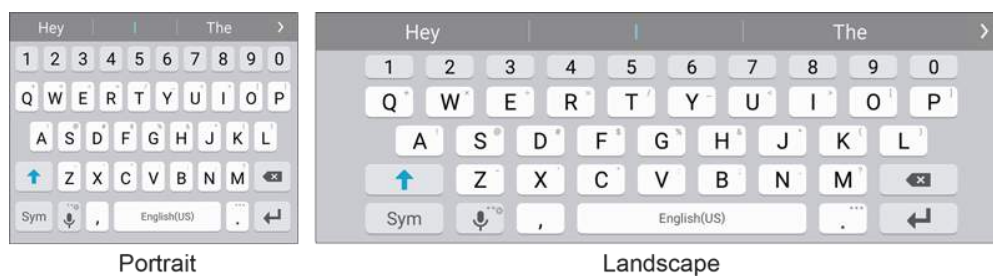 Hey I The
1 2 3 4 5 6 7 8 9 0
Q W E R T Y U I O P
A S D F G H J K L
Z X C V B N M
Sym , English(US) .
Portrait
Hey I The
1 2 3 4 5 6 7 8 9 0
Q W E R T Y U I O P
A S D F G H J K L
Z X C V B N M
Sym , English(US) .
Landscape